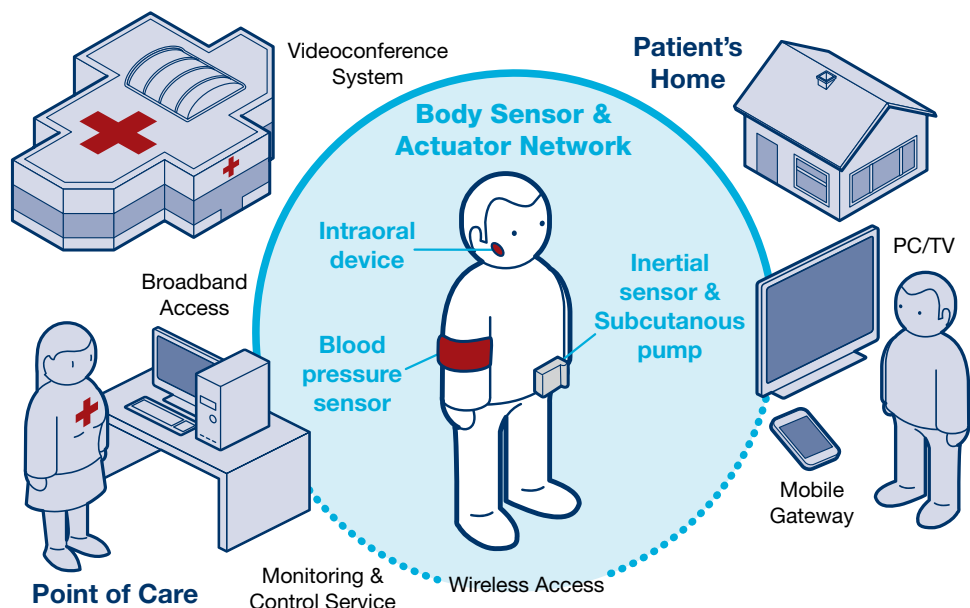 Videoconference
System
Patient's
Home
Body Sensor &
Actuator Network
Intraoral
device
Inertial
sensor &
Subcutanous
pump
PC/TV
Broadband
Access
Blood
pressure
sensor
Mobile
Gateway
Monitoring &
Control Service
Wireless Access
Point of Care